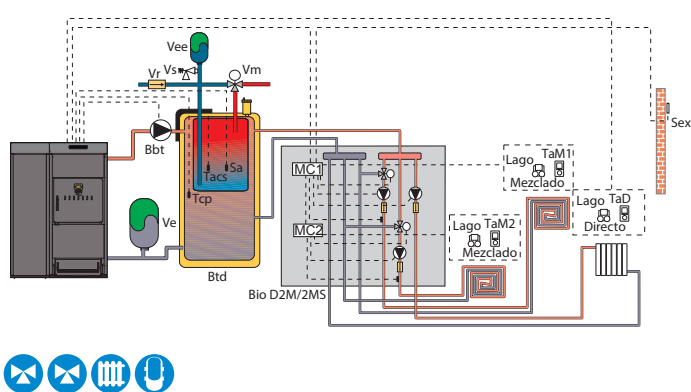 Vee
Vs
Vr
Vm
Sex
Bbt
Sa
Tacs
Tcp
Ve
Btd
MC1
MC2
Bio D2M/2MS
Lago TaM1
Mezclado
Lago TaD
Directo
Lago TaM2
Mezclado